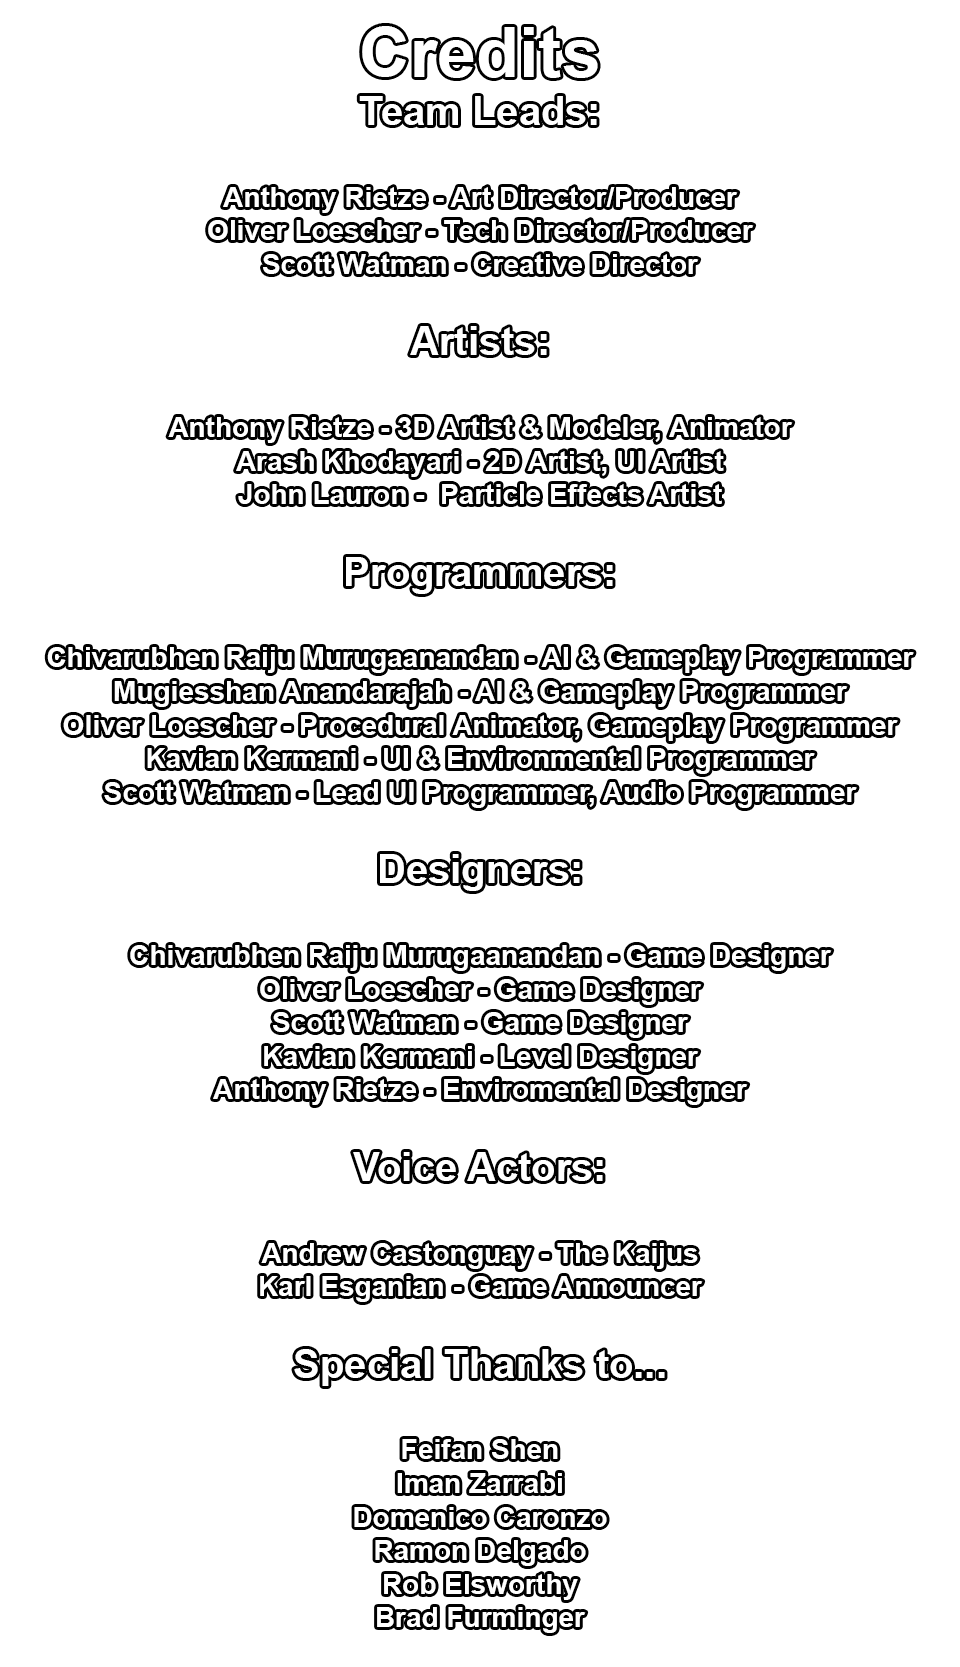 Credits
Team Leads:
Anthony Rietze - Art Director/Producer
Oliver Loescher - Tech Director/Producer
Scott Watman - Creative Director
Artists:
Anthony Rietze - 3D Artist & Modeler, Animator
Arash Khodayari - 2D Artist, UI Artist
John Lauron -  Particle Effects Artist
Programmers:
Chivarubhen Raiju Murugaanandan - AI & Gameplay Programmer
Mugiesshan Anandarajah - AI & Gameplay Programmer
Oliver Loescher - Procedural Animator, Gameplay Programmer
Kavian Kermani - UI & Environmental Programmer
Scott Watman - Lead UI Programmer, Audio Programmer
Designers:
Chivarubhen Raiju Murugaanandan - Game Designer
Oliver Loescher - Game Designer
Scott Watman - Game Designer
Kavian Kermani - Level Designer
Anthony Rietze - Enviromental Designer
Voice Actors:
Andrew Castonguay - The Kaijus
Karl Esganian - Game Announcer
Special Thanks to...
Feifan Shen
Iman Zarrabi
Domenico Caronzo
Ramon Delgado
Rob Elsworthy
Brad Furminger